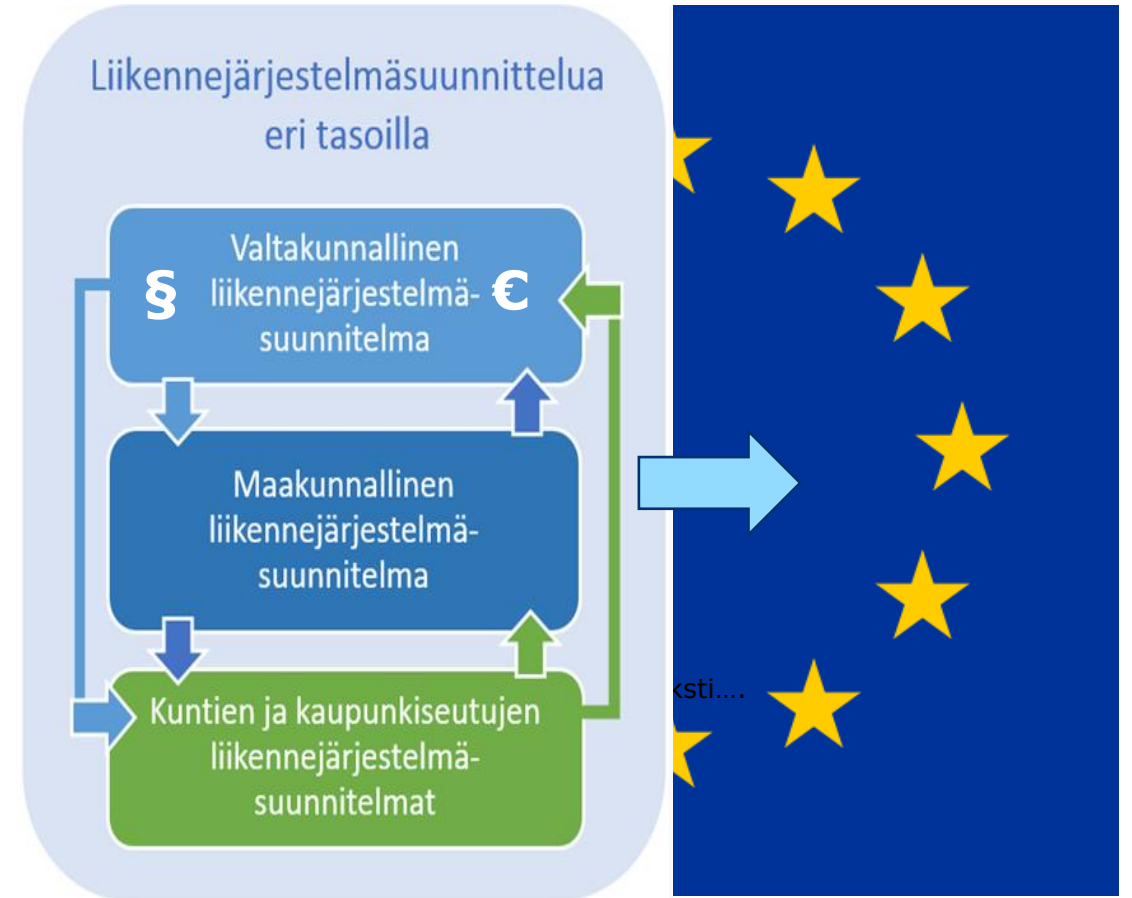 Liikennejärjestelmäsuunnittelua
eri tasoilla
Valtakunnallinen
§ liikennejärjestelmä- €
suunnitelma
Maakunnallinen
liikennejärjestelmä-
suunnitelma
Kuntien ja kaupunkiseutujen
liikennejärjestelmä-
suunnitelmat